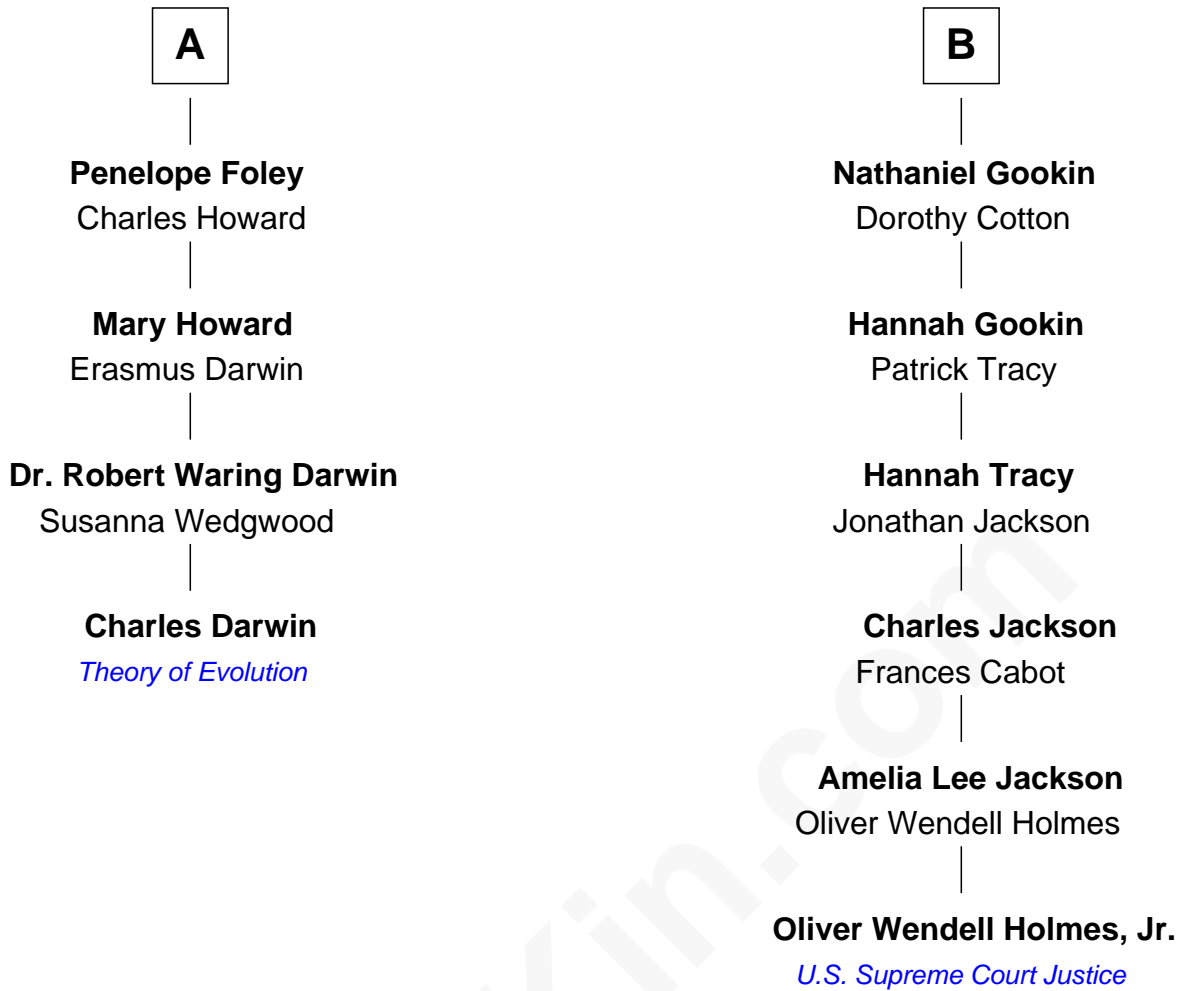 A
Penelope Foley
Charles Howard
Mary Howard
Erasmus Darwin
Dr. Robert Waring Darwin
Susanna Wedgwood
Charles Darwin
Theory of Evolution
B
Nathaniel Gookin
Dorothy Cotton
Hannah Gookin
Patrick Tracy
Hannah Tracy
Jonathan Jackson
Charles Jackson
Frances Cabot
Amelia Lee Jackson
Oliver Wendell Holmes
Oliver Wendell Holmes, Jr.
U.S. Supreme Court Justice
kin.com